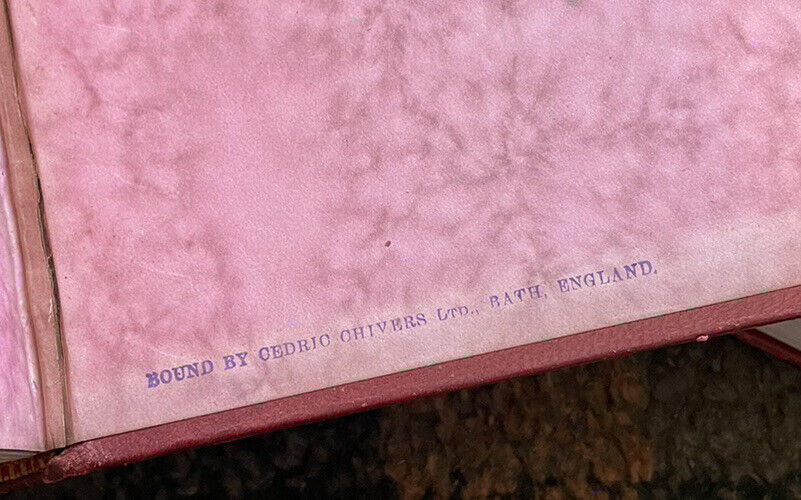 BOUND BY CEDRIC CHIVERS LTD., BATH, ENGLAND.